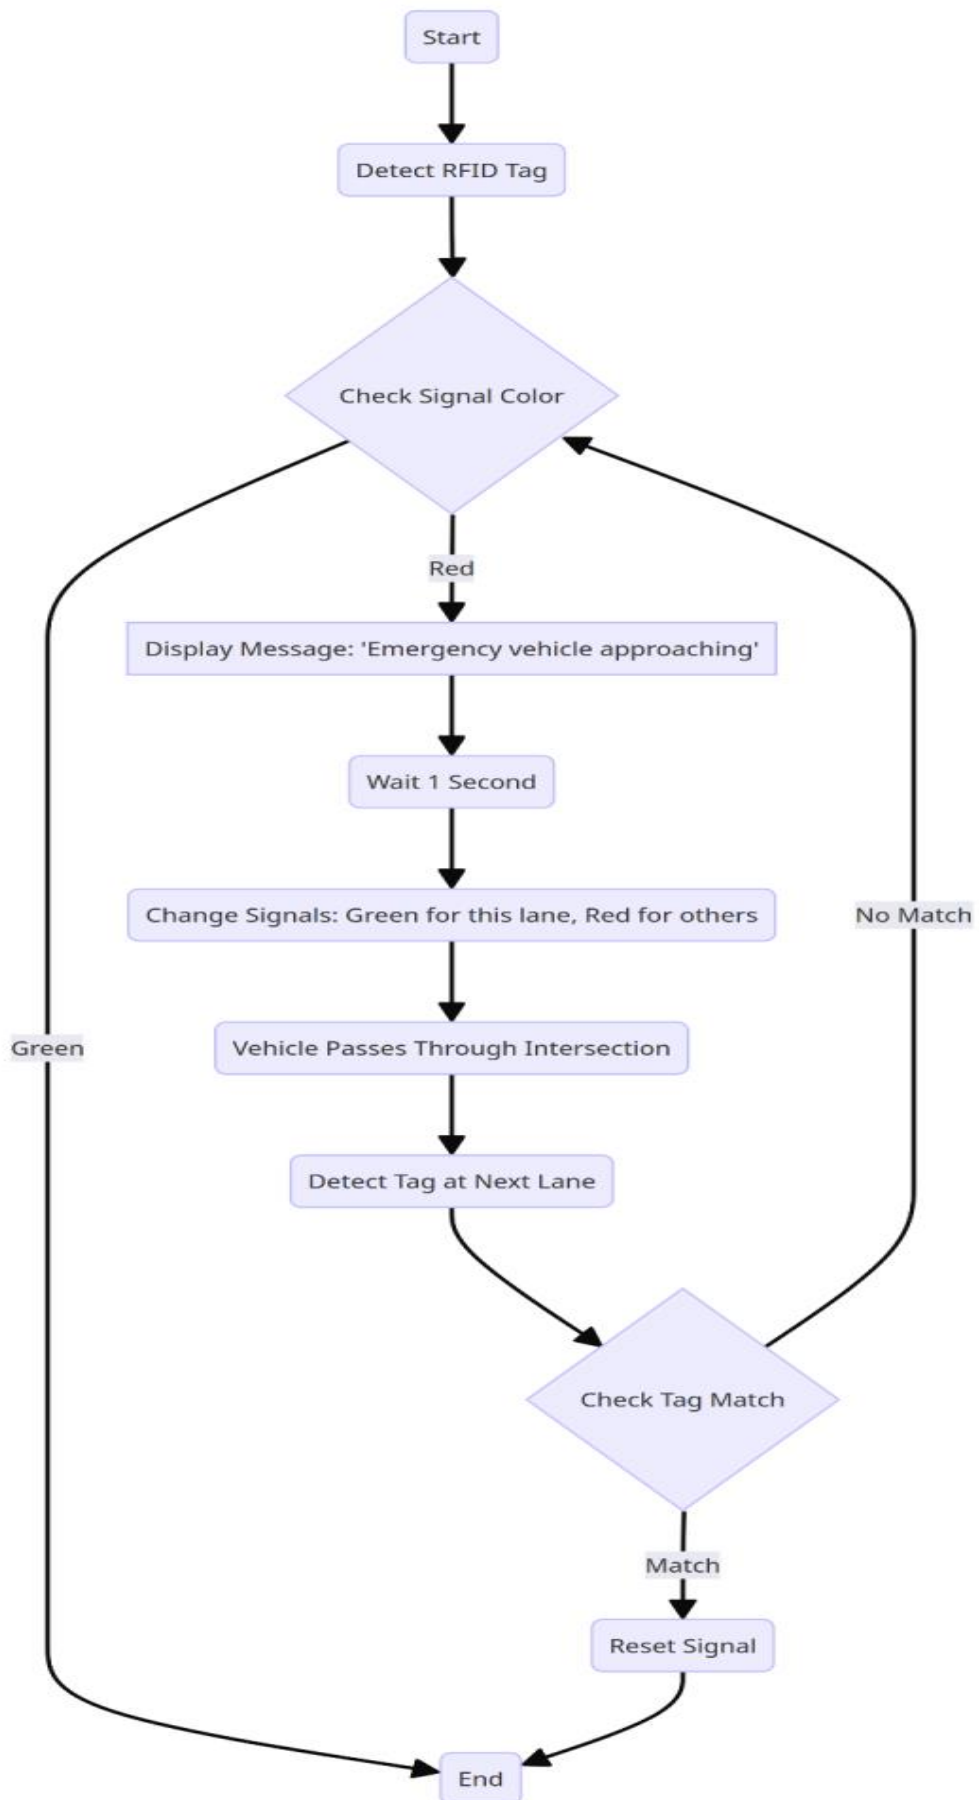 Start
Detect RFID Tag
Check Signal Color
Red
Display Message: 'Emergency vehicle approaching'
Wait 1 Second
Change Signals: Green for this lane, Red for others
No Match
Vehicle Passes Through Intersection
Green
Detect Tag at Next Lane
Check Tag Match
Match
Reset Signal
End